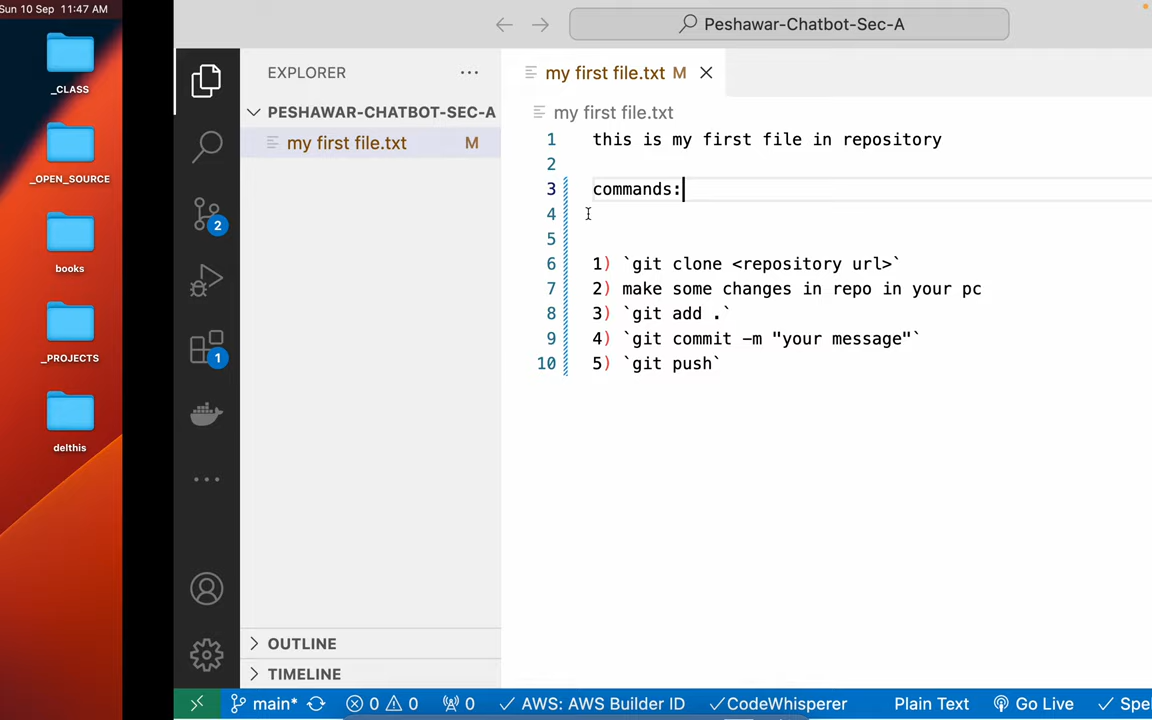 Sun 10 Sep 11:47 AM
_CLASS
_OPEN_SOURCE
books
_PROJECTS
delthis
Peshawar-Chatbot-Sec-A
EXPLORER
PESHAWAR-CHATBOT-SEC-A
my first file.txt M
2
1
OUTLINE
TIMELINE
my first file.txt M
my first file.txt
1 this is my first file in repository
2
3 commands:
4
5
6 1) `git clone <repository url>`
7 2) make some changes in repo in your pc
8 3) `git add .`
9 4) `git commit -m "your message"`
10 5) `git push`
main* 0 0 0 AWS: AWS Builder ID CodeWhisperer Plain Text Go Live Spe